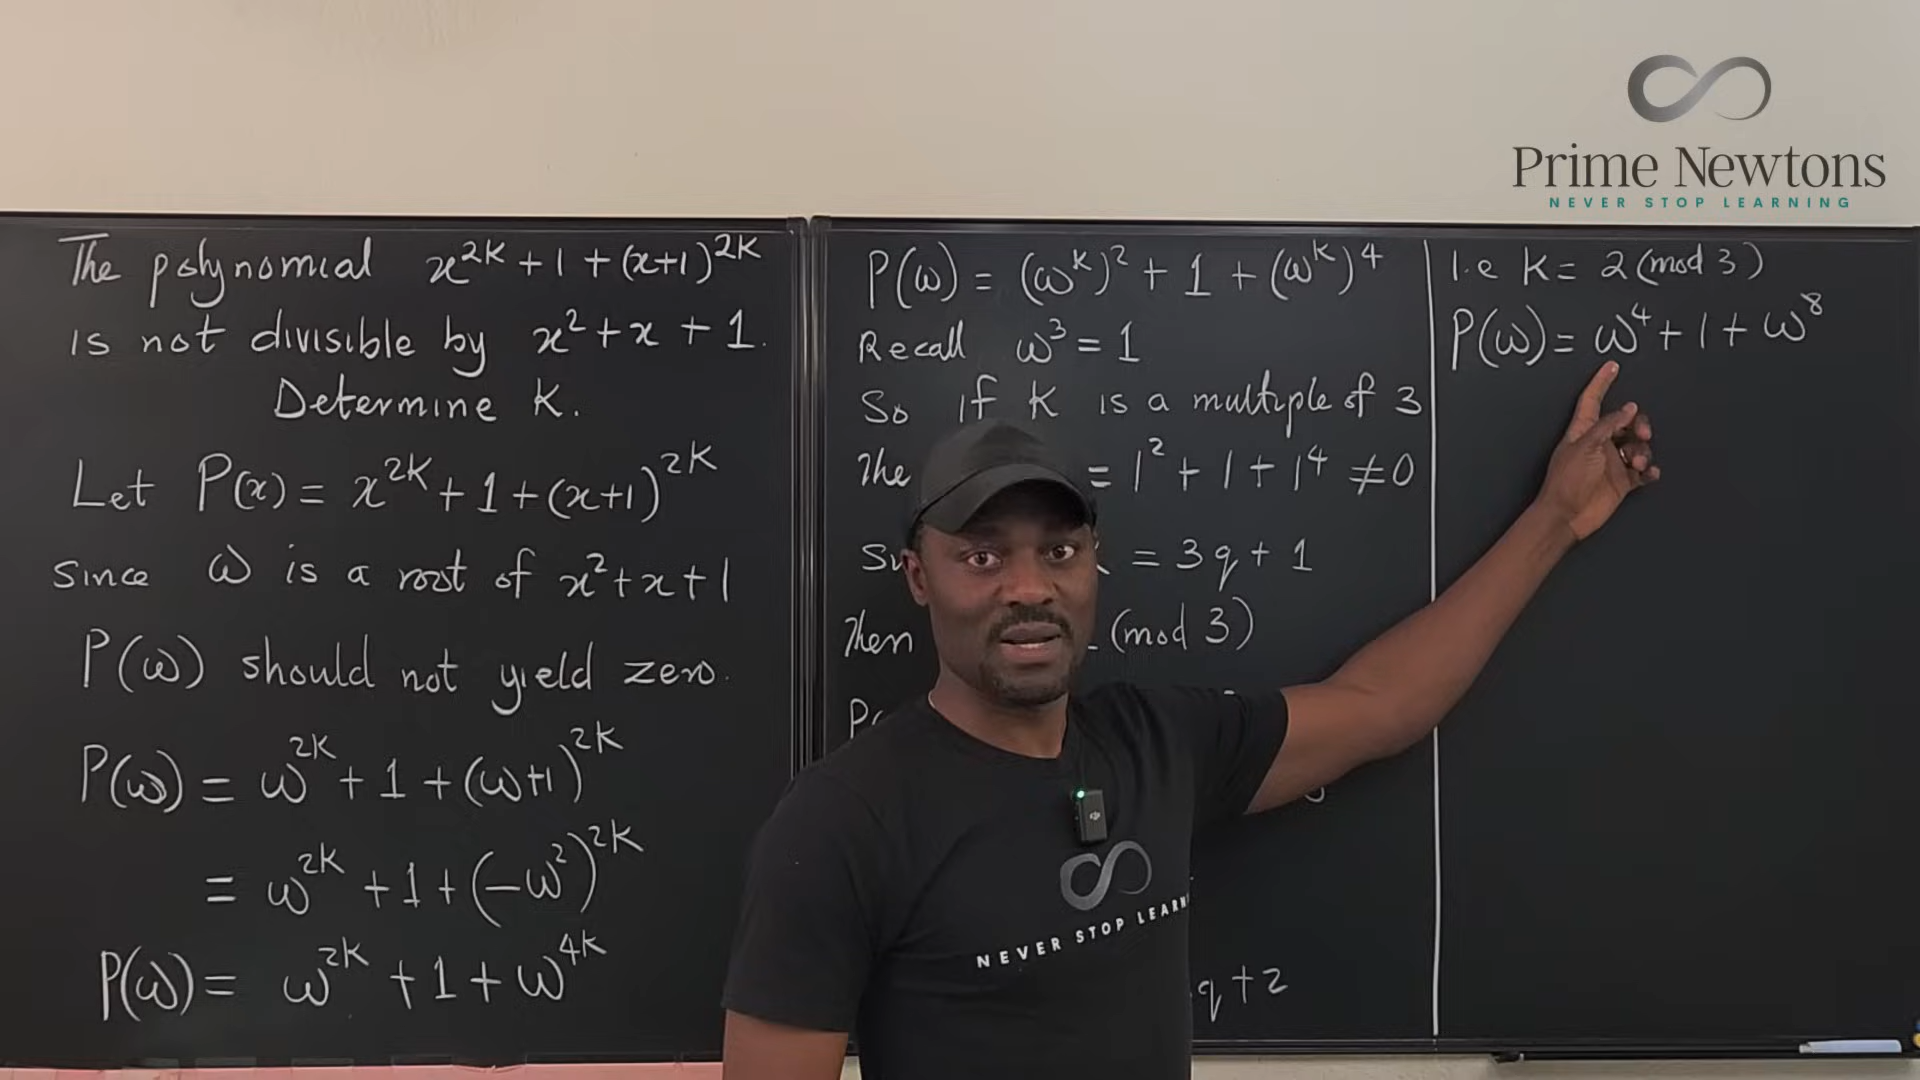 Prime Newtons
NEVER STOP LEARNING
The polynomial x^{2K}+1+(x+1)^{2K}
is not divisible by x²+x+1.
Determine K.
Let P(x) = x^{2K}+1+(x+1)^{2K}
since ω is a root of x²+x+1
P(ω) should not yield zero.
P(ω) = ω^{2K}+1+(ω+1)^{2K}
= ω^{2K}+1+(-ω²)^{2K}
P(ω) = ω^{2K}+1+ω^{4K}
P(ω) = (ω^K)²+1+(ω^K)⁴
Recall ω³=1
So if K is a multiple of 3
The = 1²+1+1⁴ ≠0
= 3q+1
Then (mod 3)
q+2
I.e K = 2(mod 3)
P(ω) = ω⁴+1+ω⁸
NEVER STOP LEARN